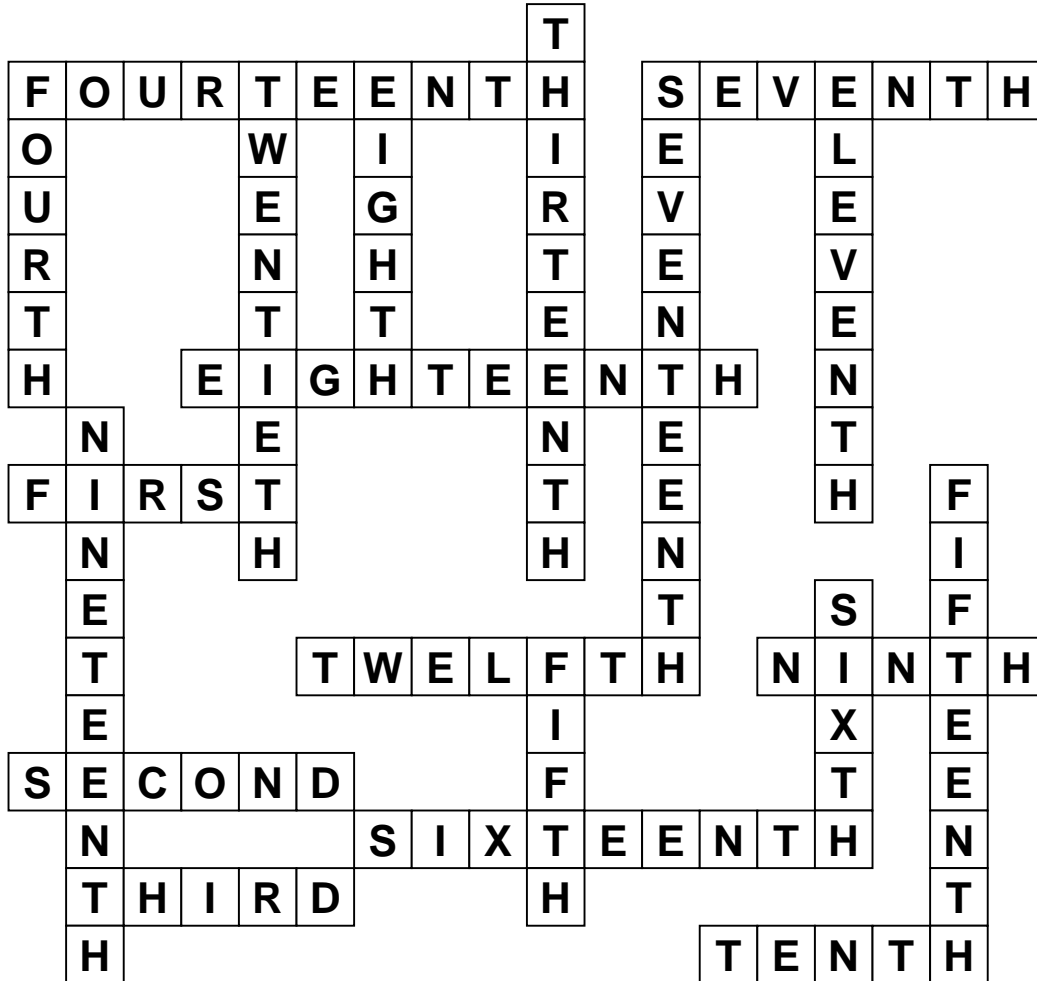 THIRTEENTH
FOURTEENTH
FOURTH
TWENTIETH
EIGHTH
SEVENTH
SEVENTEENTH
ELEVENTH
EIGHTEENTH
NINETEENTH
FIRST
FIFTEENTH
SIXTH
TWELFTH
FIFTH
NINTH
SECOND
SIXTEENTH
THIRD
TENTH